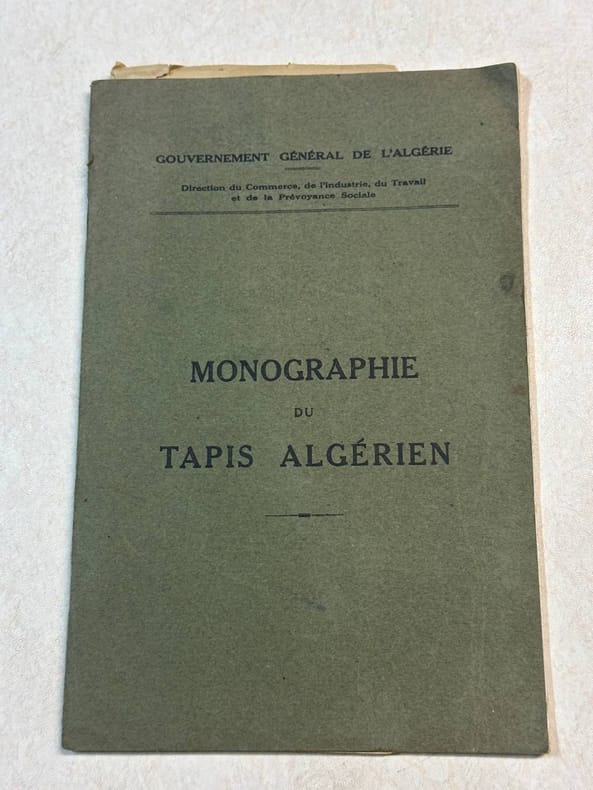 GOUVERNEMENT GÉNÉRAL DE L'ALGÉRIE
Direction du Commerce, de l'Industrie, du Travail
et de la Prévoyance Sociale
MONOGRAPHIE
DU
TAPIS ALGÉRIEN